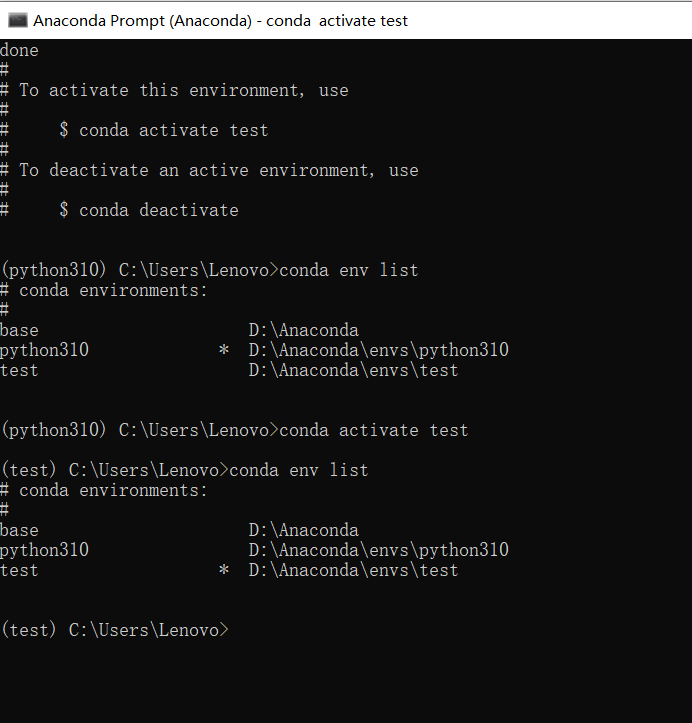 Anaconda Prompt (Anaconda) - conda  activate test
done
#
# To activate this environment, use
#
#     $ conda activate test
#
# To deactivate an active environment, use
#
#     $ conda deactivate
(python310) C:\Users\Lenovo>conda env list
# conda environments:
#
base                     D:\Anaconda
python310             *  D:\Anaconda\envs\python310
test                     D:\Anaconda\envs\test
(python310) C:\Users\Lenovo>conda activate test
(test) C:\Users\Lenovo>conda env list
# conda environments:
#
base                     D:\Anaconda
python310                D:\Anaconda\envs\python310
test                  *  D:\Anaconda\envs\test
(test) C:\Users\Lenovo>